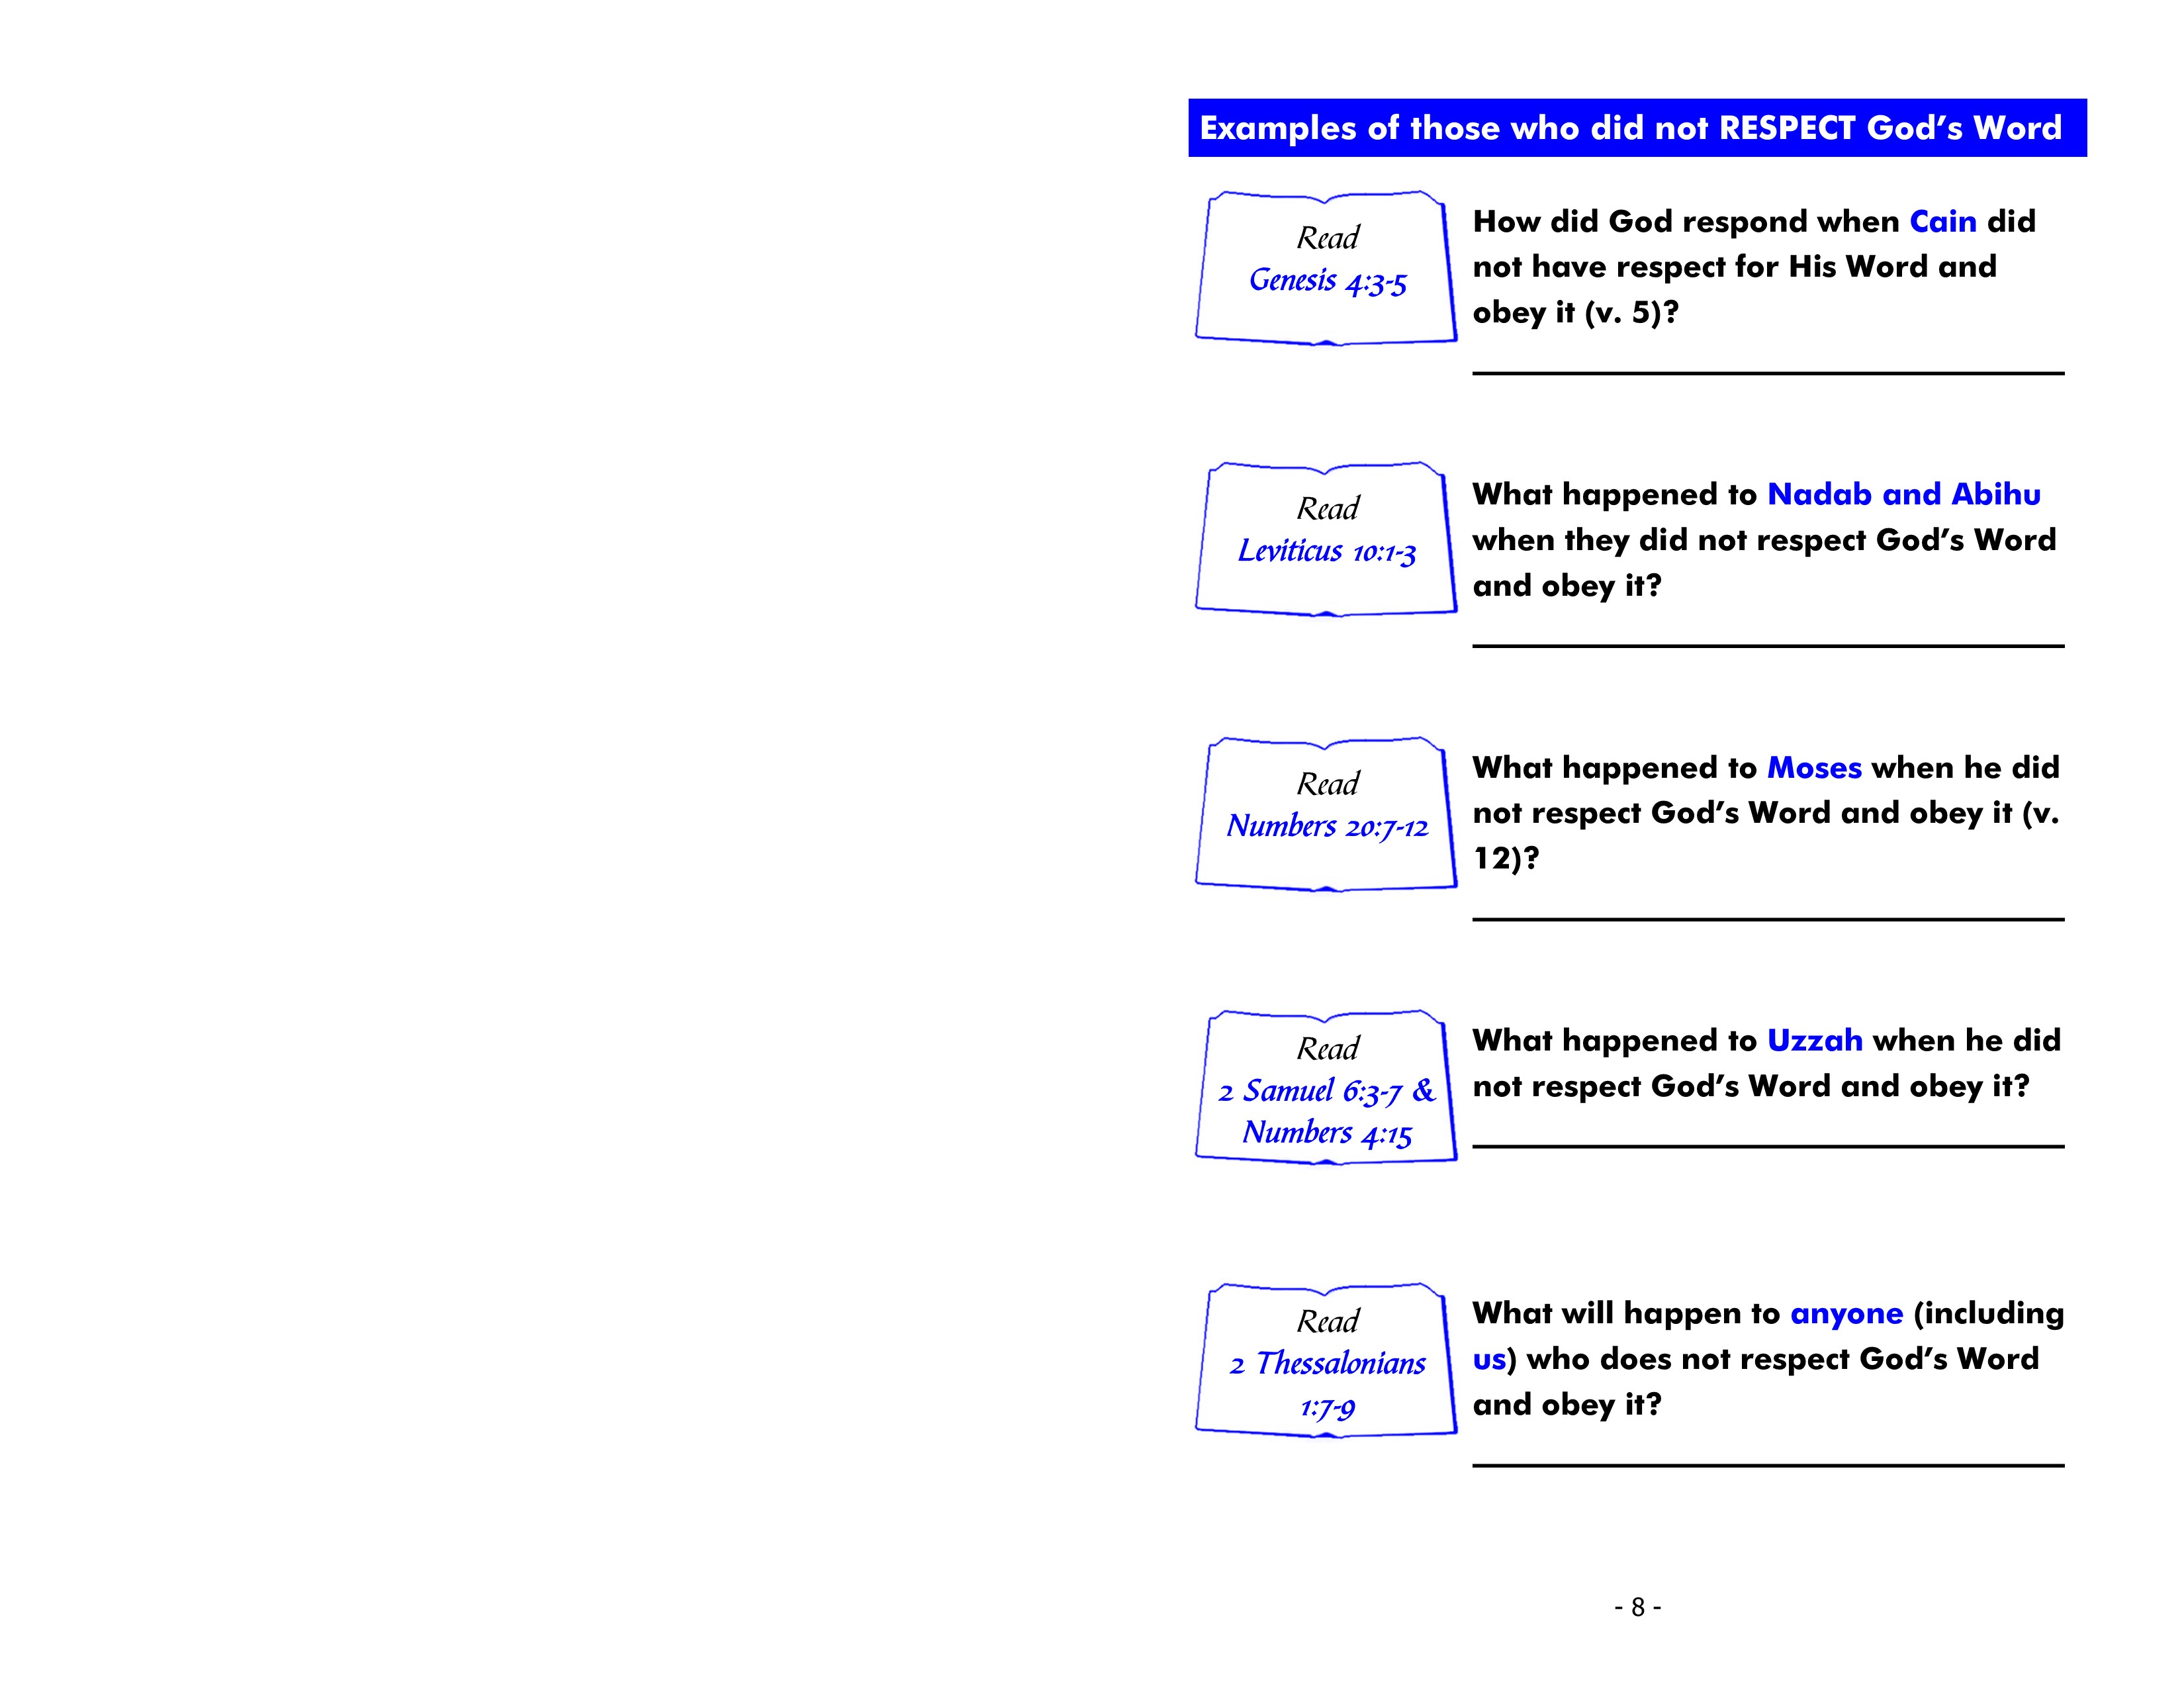 Examples of those who did not RESPECT God's Word
Read
Genesis 4:3-5
How did God respond when Cain did
not have respect for His Word and
obey it (v. 5)?
Read
Leviticus 10:1-3
What happened to Nadab and Abihu
when they did not respect God's Word
and obey it?
Read
Numbers 20:7-12
What happened to Moses when he did
not respect God's Word and obey it (v.
12)?
Read
2 Samuel 6:3-7 &
Numbers 4:15
What happened to Uzzah when he did
not respect God's Word and obey it?
Read
2 Thessalonians
1:7-9
What will happen to anyone (including
us) who does not respect God's Word
and obey it?
- 8 -